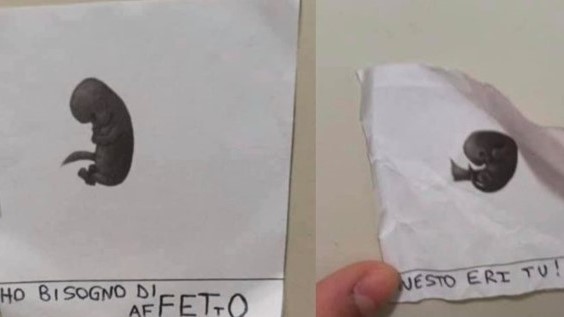 HO BISOGNO DI
AFFETTO
ERI TU!